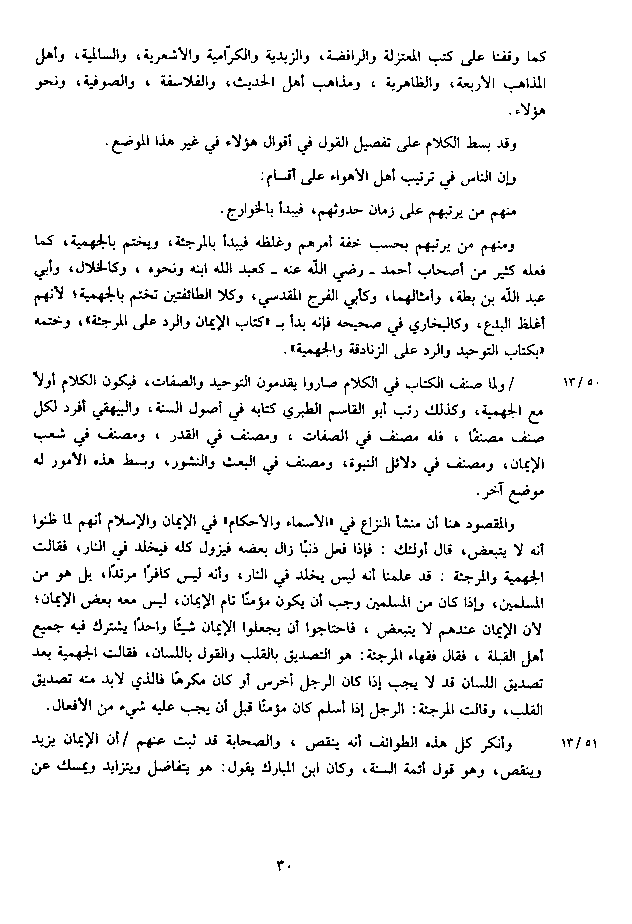 كما وقفنا على كتب المعتزلة والرافضة، والزيدية والكرّامية والأشعرية، والسالمية، وأهل
المذاهب الأربعة، والظاهرية ، ومذاهب أهل الحديث، والفلاسفة ، والصوفية، ونحو
هؤلاء.
وقد بسط الكلام على تفصيل القول في أقوال هؤلاء في غير هذا الموضع.
وإن الناس في ترتيب أهل الأهواء على أقسام:
منهم من يرتبهم على زمان حدوثهم، فيبدأ بالخوارج.
ومنهم من يرتبهم بحسب خفة أمرهم وغلظه فيبدأ بالمرجئة، ويختم بالجهمية، كما
فعله كثير من أصحاب أحمد ـ رضي الله عنه ـ كعبد الله ابنه ونحوه ، وكالخلال، وأبي
عبد الله بن بطة، وأمثالهما، وكأبي الفرج المقدسي، وكلا الطائفتين تختم بالجهمية؛ لأنهم
أغلظ البدع، وكالبخاري في صحيحه فإنه بدأ بـ «كتاب الإيمان والرد على المرجئة»، وختمه
«بكتاب التوحيد والرد على الزنادقة والجهمية».
١٣/٥٠ / ولما صنف الكتاب في الكلام صاروا يقدمون التوحيد والصفات، فيكون الكلام أولاً
مع الجهمية، وكذلك رتب أبو القاسم الطبري كتابه في أصول السنة، والبيهقي أفرد لكل
صنف مصنفًا ، فله مصنف في الصفات ، ومصنف في القدر ، ومصنف في شعب
الإيمان، ومصنف في دلائل النبوة، ومصنف في البعث والنشور، وبسط هذه الأمور له
موضع آخر.
والمقصود هنا أن منشأ النزاع في «الأسماء والأحكام» في الإيمان والإسلام أنهم لما ظنوا
أنه لا يتبعض، قال أولئك : فإذا فعل ذنبًا زال بعضه فيزول كله فيخلد في النار، فقالت
الجهمية والمرجئة : قد علمنا أنه ليس يخلد في النار، وأنه ليس كافرًا مرتدًا، بل هو من
المسلمين، وإذا كان من المسلمين وجب أن يكون مؤمنًا تام الإيمان، ليس معه بعض الإيمان؛
لأن الإيمان عندهم لا يتبعض ، فاحتاجوا أن يجعلوا الإيمان شيئًا واحدًا يشترك فيه جميع
أهل القبلة ، فقال فقهاء المرجئة: هو التصديق بالقلب والقول باللسان، فقالت الجهمية بعد
تصديق اللسان قد لا يجب إذا كان الرجل أخرس أو كان مكرهًا فالذي لابد منه تصديق
القلب، وقالت المرجئة: الرجل إذا أسلم كان مؤمنًا قبل أن يجب عليه شيء من الأفعال.
١٣/٥١ وأنكر كل هذه الطوائف أنه ينقص ، والصحابة قد ثبت عنهم /أن الإيمان يزيد
وينقص، وهو قول أئمة السنة، وكان ابن المبارك يقول: هو يتفاضل ويتزايد ويمسك عن
٣٠